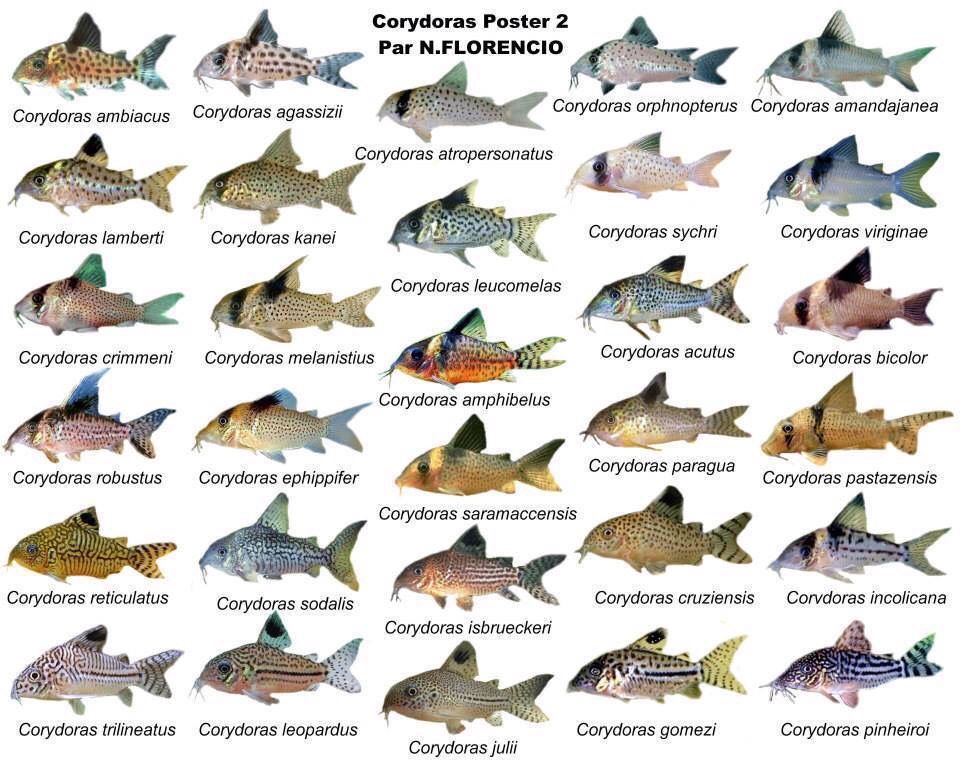 Corydoras Poster 2
Par N.FLORENCIO
Corydoras ambiacus
Corydoras agassizii
Corydoras atropersonatus
Corydoras orphnopterus
Corydoras amandajanea
Corydoras lamberti
Corydoras kanei
Corydoras leucomelas
Corydoras sychri
Corydoras viriginae
Corydoras crimmeni
Corydoras melanistius
Corydoras amphibelus
Corydoras acutus
Corydoras bicolor
Corydoras robustus
Corydoras ephippifer
Corydoras saramaccensis
Corydoras paragua
Corydoras pastazensis
Corydoras reticulatus
Corydoras sodalis
Corydoras isbrueckeri
Corydoras cruziensis
Corydoras incolicana
Corydoras trilineatus
Corydoras leopardus
Corydoras julii
Corydoras gomezi
Corydoras pinheiroi